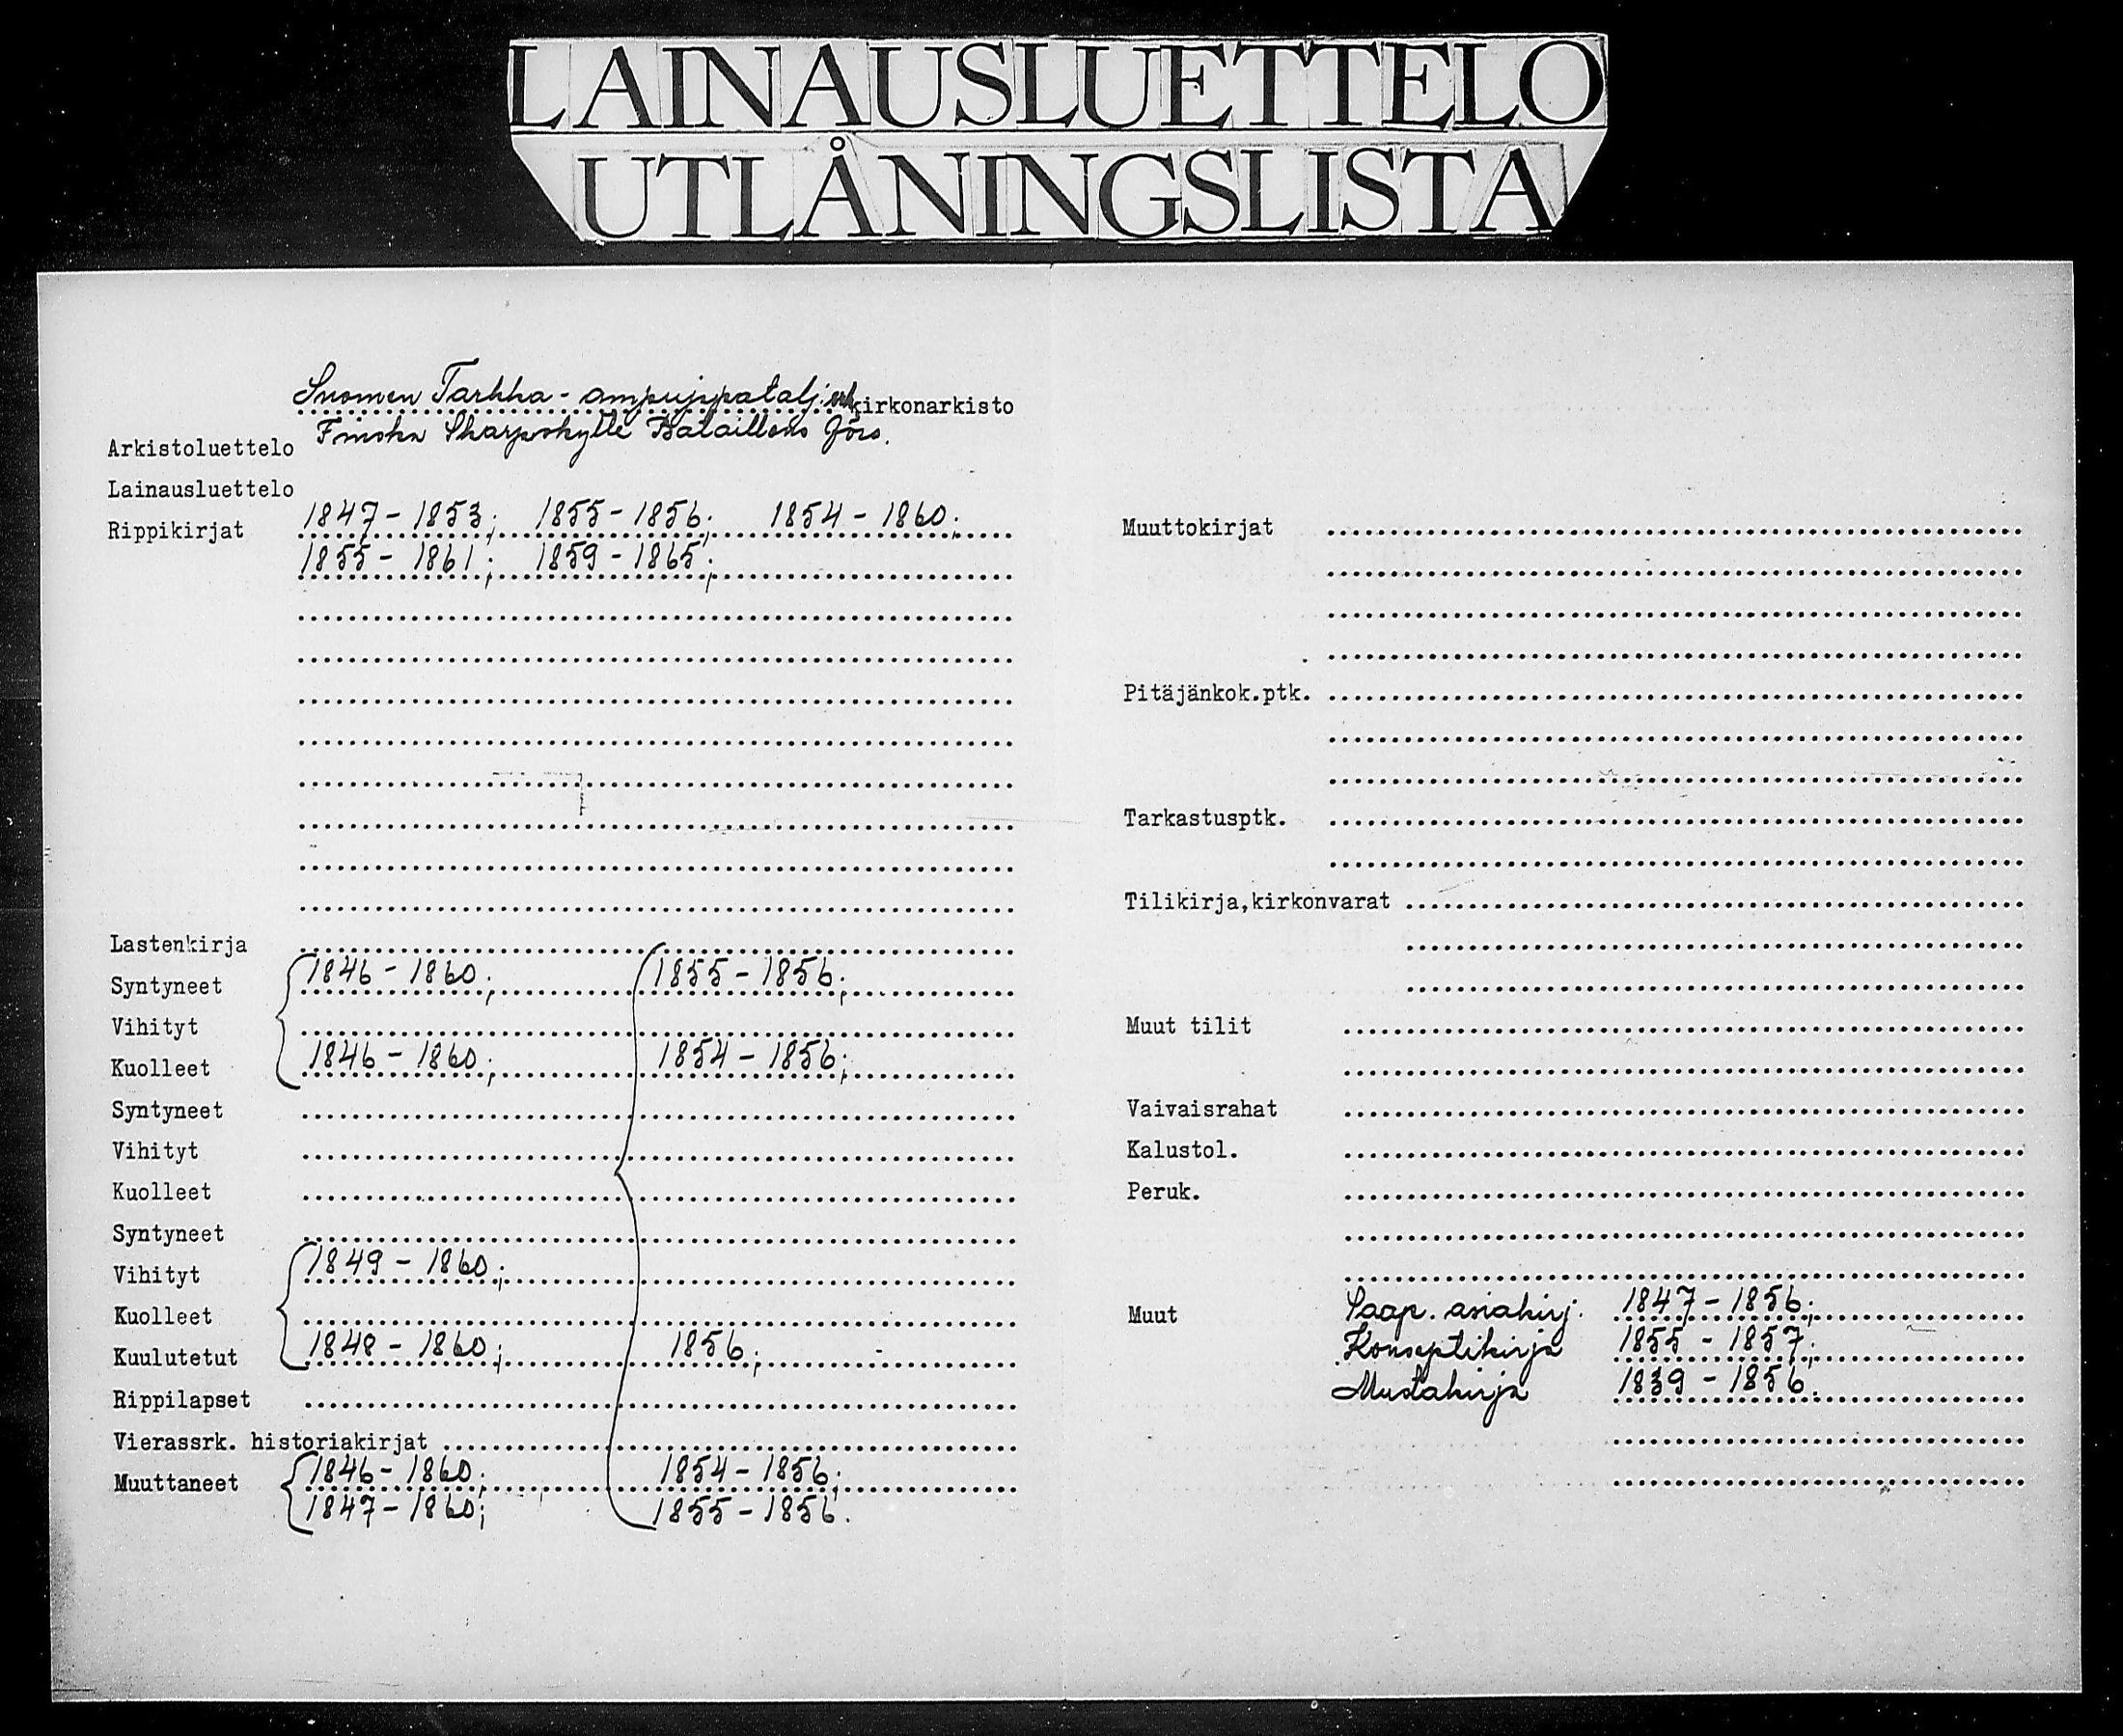 LAINAUSLUETTELO
UTLÅNINGSLISTA
Suomen Tarkka-ampujapatalj. srk kirkonarkisto
Finska Skarpskytte Bataillons förs.
Arkistoluettelo
Lainausluettelo
Rippikirjat 1847-1853; 1855-1856; 1854-1860;
1855-1861; 1859-1865;
Lastenkirja
Syntyneet 1846-1860; 1855-1856;
Vihityt
Kuolleet 1846-1860; 1854-1856;
Syntyneet
Vihityt
Kuolleet
Syntyneet
Vihityt 1849-1860;
Kuolleet
Kuulutetut 1848-1860; 1856;
Rippilapset
Vierassrk. historiakirjat
Muuttaneet 1846-1860; 1854-1856;
1847-1860; 1855-1856.
Muuttokirjat
Pitäjänkok.ptk.
Tarkastusptk.
Tilikirja,kirkonvarat
Muut tilit
Vaivaisrahat
Kalustol.
Peruk.
Muut Saap. asiakirj. 1847-1856;
Konseptikirja 1855-1857;
Mustakirja 1839-1856.